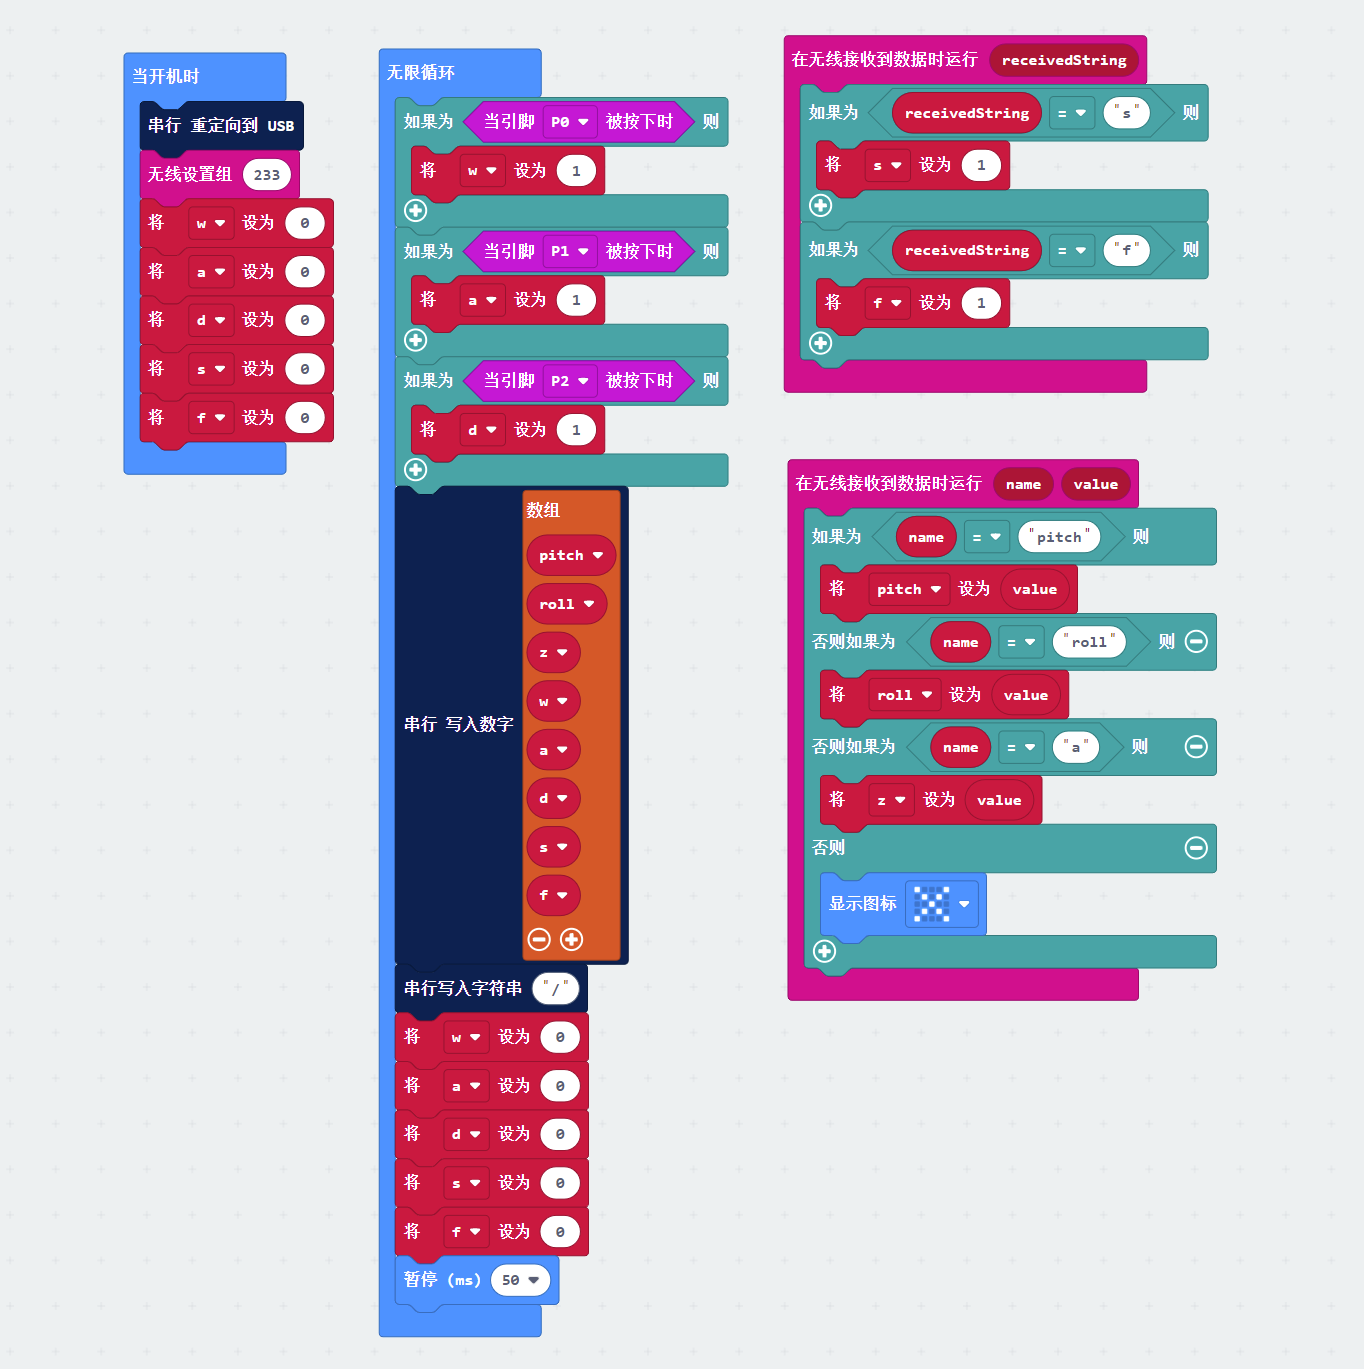 当开机时
串行 重定向到 USB
无线设置组 233
将 w 设为 0
将 a 设为 0
将 d 设为 0
将 s 设为 0
将 f 设为 0
无限循环
如果为 当引脚 P0 被按下时 则
将 w 设为 1
如果为 当引脚 P1 被按下时 则
将 a 设为 1
如果为 当引脚 P2 被按下时 则
将 d 设为 1
串行 写入数字
数组
pitch
roll
z
w
a
d
s
f
串行写入字符串 "/"
将 w 设为 0
将 a 设为 0
将 d 设为 0
将 s 设为 0
将 f 设为 0
暂停 (ms) 50
在无线接收到数据时运行 receivedString
如果为 receivedString = "s" 则
将 s 设为 1
如果为 receivedString = "f" 则
将 f 设为 1
在无线接收到数据时运行 name value
如果为 name = "pitch" 则
将 pitch 设为 value
否则如果为 name = "roll" 则
将 roll 设为 value
否则如果为 name = "a" 则
将 z 设为 value
否则
显示图标